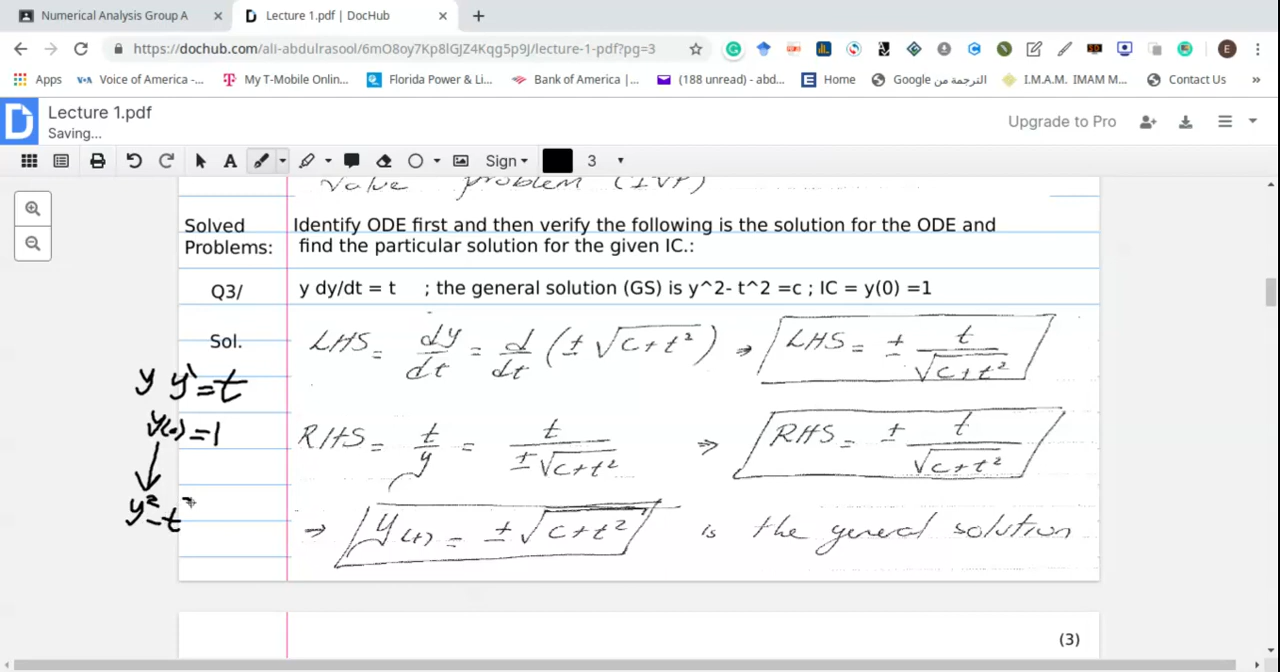 Numerical Analysis Group A
Lecture 1.pdf | DocHub
https://dochub.com/ali-abdulrasool/6mO8oy7Kp8lGJZ4Kqg5p9J/lecture-1-pdf?pg=3
E
Apps Voice of America -... My T-Mobile Onlin... Florida Power & Li... Bank of America |... (188 unread) - abd... Home الترجمة من Google I.M.A.M. IMAM M... Contact Us »
Lecture 1.pdf
Saving...
Upgrade to Pro
A Sign 3
Value problem (IVP)
Solved Problems: Identify ODE first and then verify the following is the solution for the ODE and
find the particular solution for the given IC.:
Q3/ y dy/dt = t ; the general solution (GS) is y^2- t^2 =c ; IC = y(0) =1
Sol. LHS = dy/dt = d/dt (± √c+t²) ⇒ LHS = ± t/√c+t²
y y' = t
y(0) = 1
RHS = t/y = t/±√c+t² ⇒ RHS = ± t/√c+t²
y² - t²
→ y(t) = ± √c+t² is the general solution
(3)